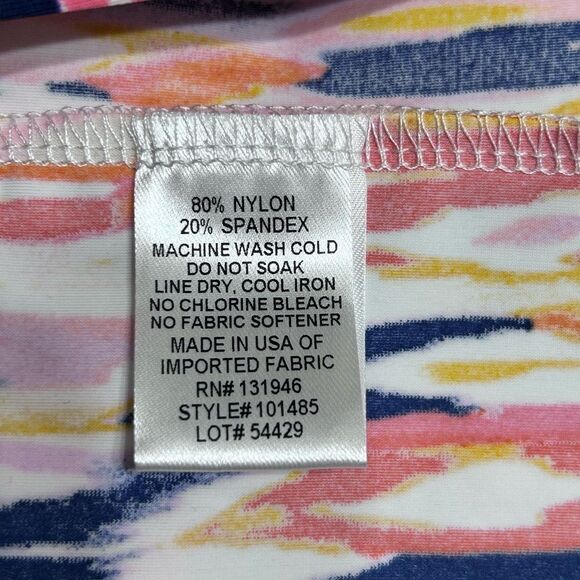 80% NYLON
20% SPANDEX
MACHINE WASH COLD
DO NOT SOAK
LINE DRY, COOL IRON
NO CHLORINE BLEACH
NO FABRIC SOFTENER
MADE IN USA OF
IMPORTED FABRIC
RN# 131946
STYLE# 101485
LOT# 54429